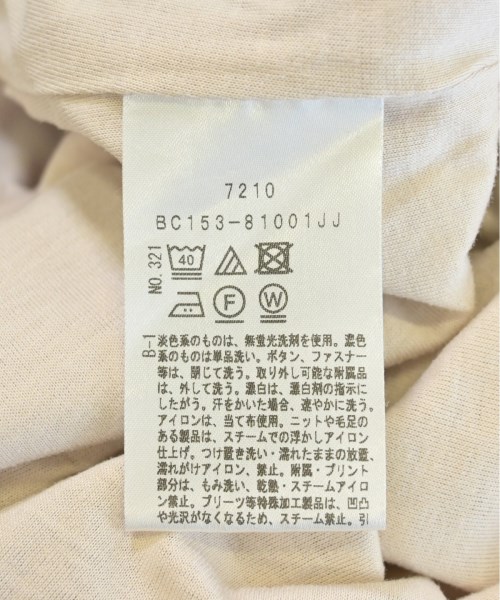 7210
BC153-81001JJ
NO.321
40
F
W
B-1
淡色系のものは、無蛍光洗剤を使用。濃色
系のものは単品洗い。ボタン、ファスナー
等は、閉じて洗う。取り外し可能な附属品
は、外して洗う。漂白は、漂白剤の指示に
したがう。汗をかいた場合、速やかに洗う。
アイロンは、当て布使用。ニットや毛足の
ある製品は、スチームでの浮かしアイロン
仕上げ。つけ置き洗い・濡れたままの放置、
濡れがけアイロン、禁止。附属・プリント
部分は、もみ洗い、乾熱・スチームアイロ
ン禁止。プリーツ等特殊加工製品は、凹凸
や光沢がなくなるため、スチーム禁止。引